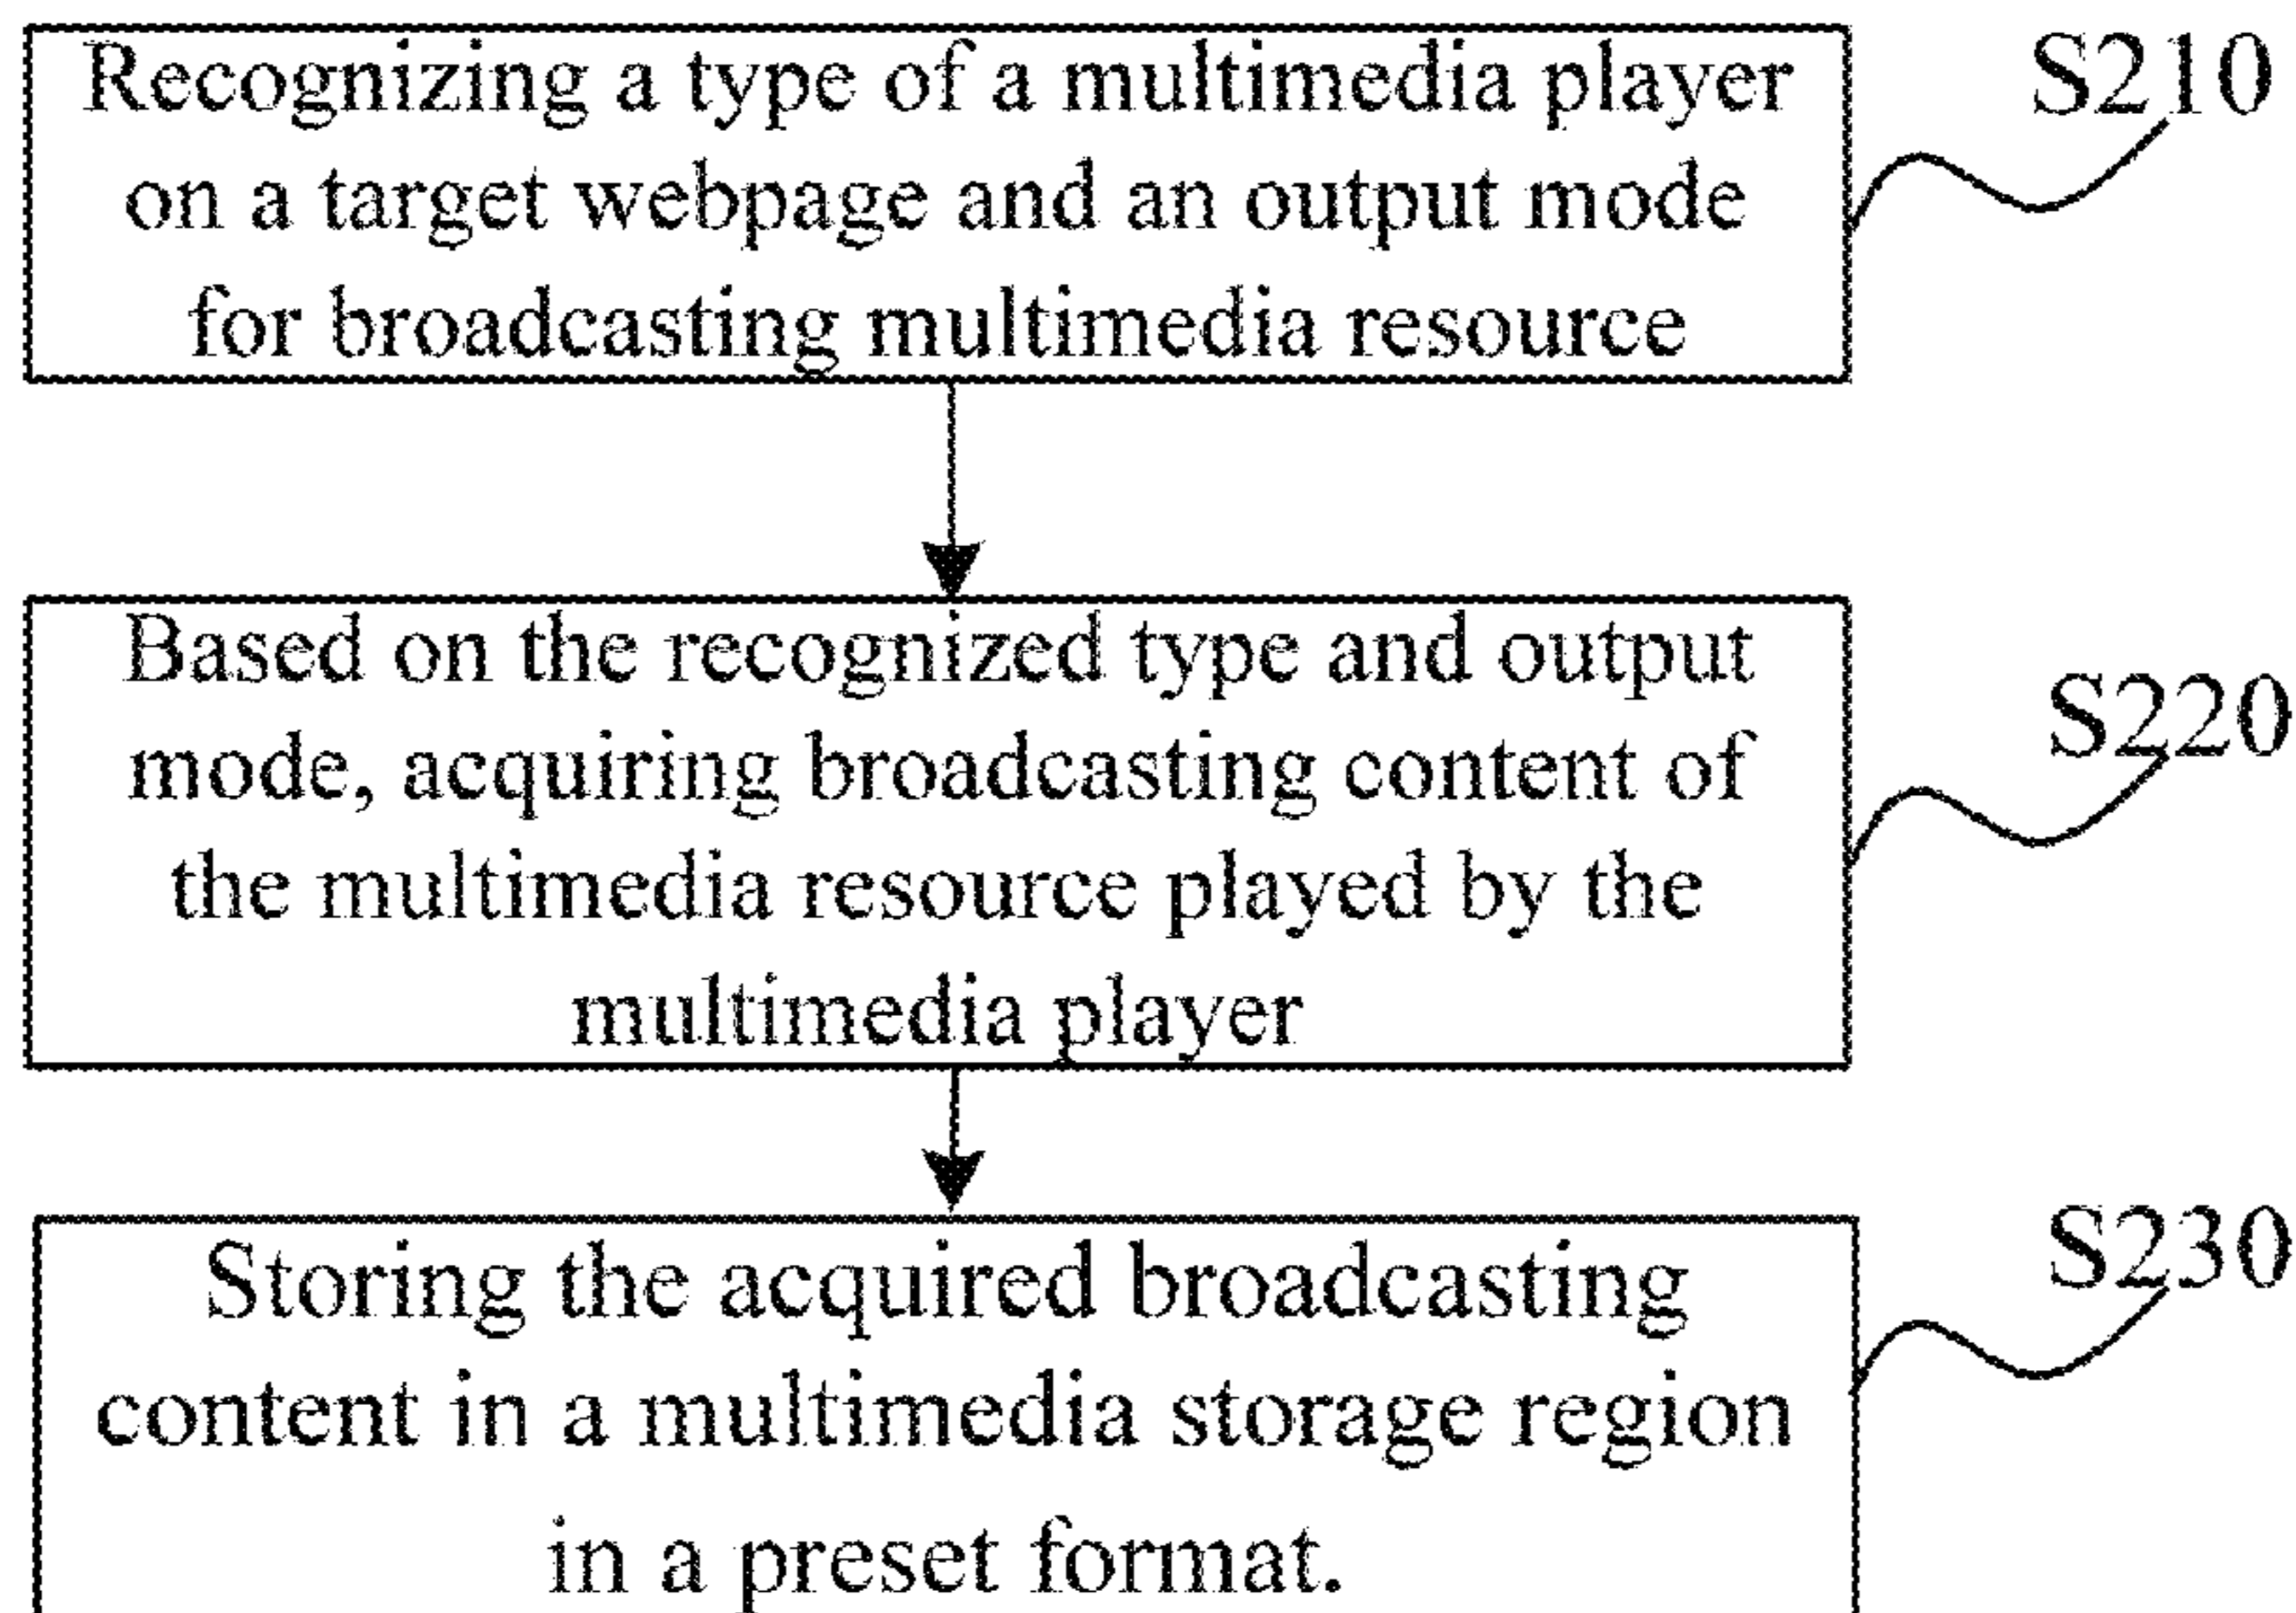 Recognizing a type of a multimedia player
on a target webpage and an output mode
for broadcasting multimedia resource
S210
Based on the recognized type and output
mode, acquiring broadcasting content of
the multimedia resource played by the
multimedia player
S220
Storing the acquired broadcasting
content in a multimedia storage region
in a preset format.
S230